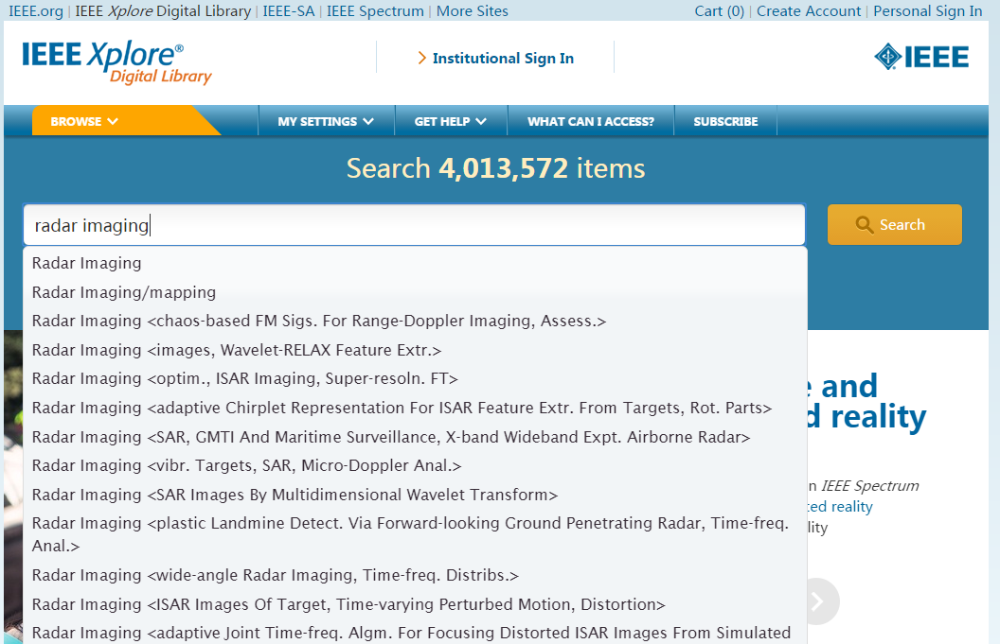 IEEE.org | IEEE Xplore Digital Library | IEEE-SA | IEEE Spectrum | More Sites
Cart (0) | Create Account | Personal Sign In
IEEE Xplore®
Digital Library
Institutional Sign In
IEEE
BROWSE
MY SETTINGS
GET HELP
WHAT CAN I ACCESS?
SUBSCRIBE
Search 4,013,572 items
radar imaging
Search
Radar Imaging
Radar Imaging/mapping
Radar Imaging <chaos-based FM Sigs. For Range-Doppler Imaging, Assess.>
Radar Imaging <images, Wavelet-RELAX Feature Extr.>
Radar Imaging <optim., ISAR Imaging, Super-resoln. FT>
Radar Imaging <adaptive Chirplet Representation For ISAR Feature Extr. From Targets, Rot. Parts>
Radar Imaging <SAR, GMTI And Maritime Surveillance, X-band Wideband Expt. Airborne Radar>
Radar Imaging <vibr. Targets, SAR, Micro-Doppler Anal.>
Radar Imaging <SAR Images By Multidimensional Wavelet Transform>
Radar Imaging <plastic Landmine Detect. Via Forward-looking Ground Penetrating Radar, Time-freq.
Anal.>
Radar Imaging <wide-angle Radar Imaging, Time-freq. Distribs.>
Radar Imaging <ISAR Images Of Target, Time-varying Perturbed Motion, Distortion>
Radar Imaging <adaptive Joint Time-freq. Algm. For Focusing Distorted ISAR Images From Simulated
and
reality
IEEE Spectrum
reality